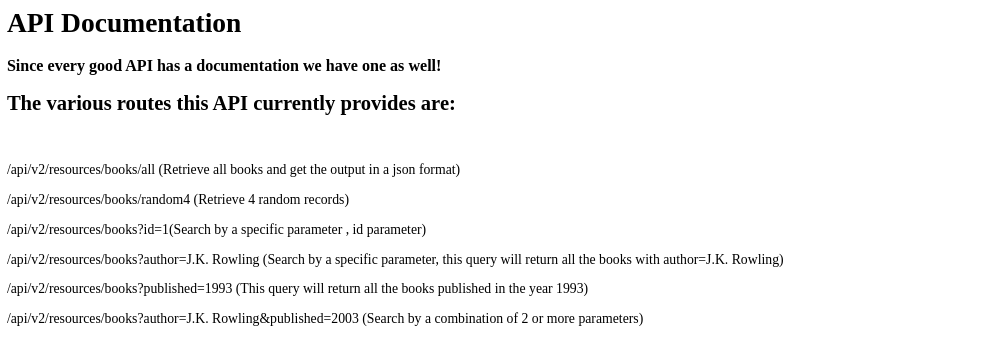 API Documentation
Since every good API has a documentation we have one as well!
The various routes this API currently provides are:
/api/v2/resources/books/all (Retrieve all books and get the output in a json format)
/api/v2/resources/books/random4 (Retrieve 4 random records)
/api/v2/resources/books?id=1(Search by a specific parameter , id parameter)
/api/v2/resources/books?author=J.K. Rowling (Search by a specific parameter, this query will return all the books with author=J.K. Rowling)
/api/v2/resources/books?published=1993 (This query will return all the books published in the year 1993)
/api/v2/resources/books?author=J.K. Rowling&published=2003 (Search by a combination of 2 or more parameters)